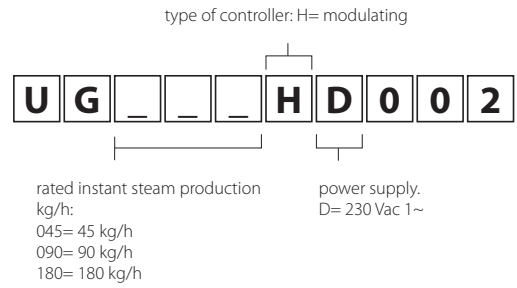 type of controller: H= modulating
U G _ _ _ H D 0 0 2
rated instant steam production
kg/h:
045= 45 kg/h
090= 90 kg/h
180= 180 kg/h
power supply.
D= 230 Vac 1~